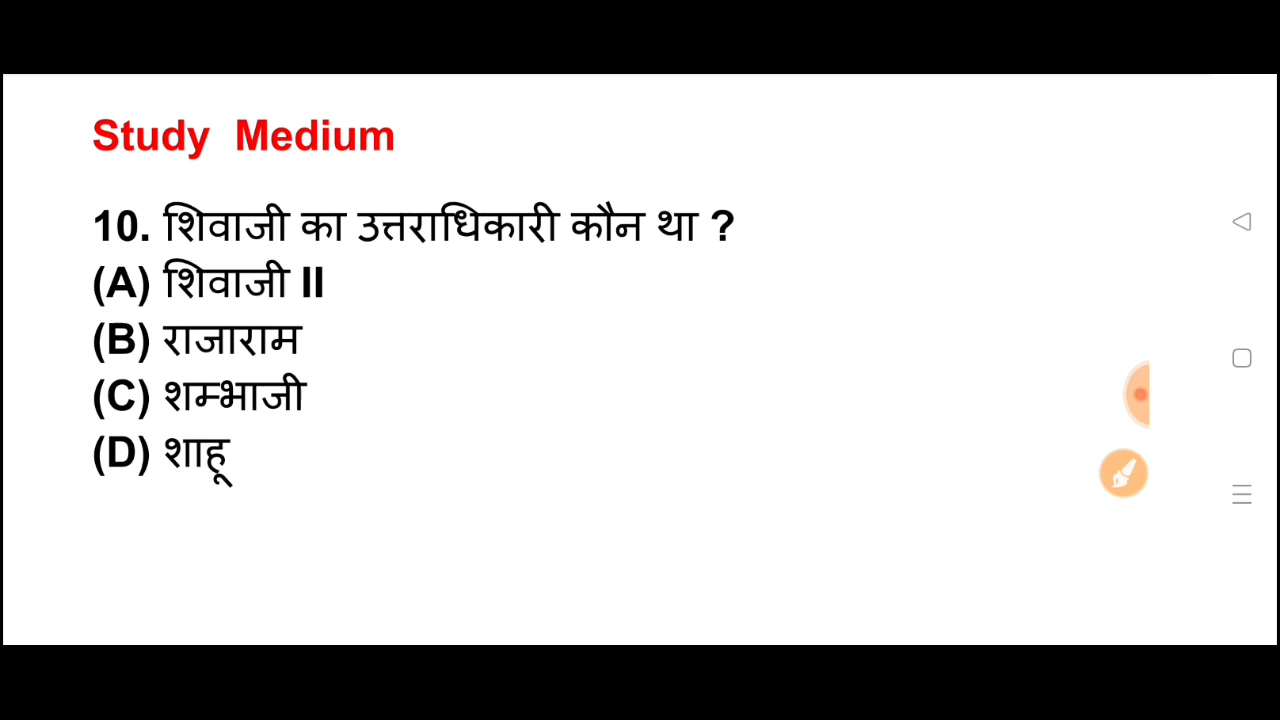 Study Medium
10. शिवाजी का उत्तराधिकारी कौन था ?
(A) शिवाजी II
(B) राजाराम
(C) शम्भाजी
(D) शाहू